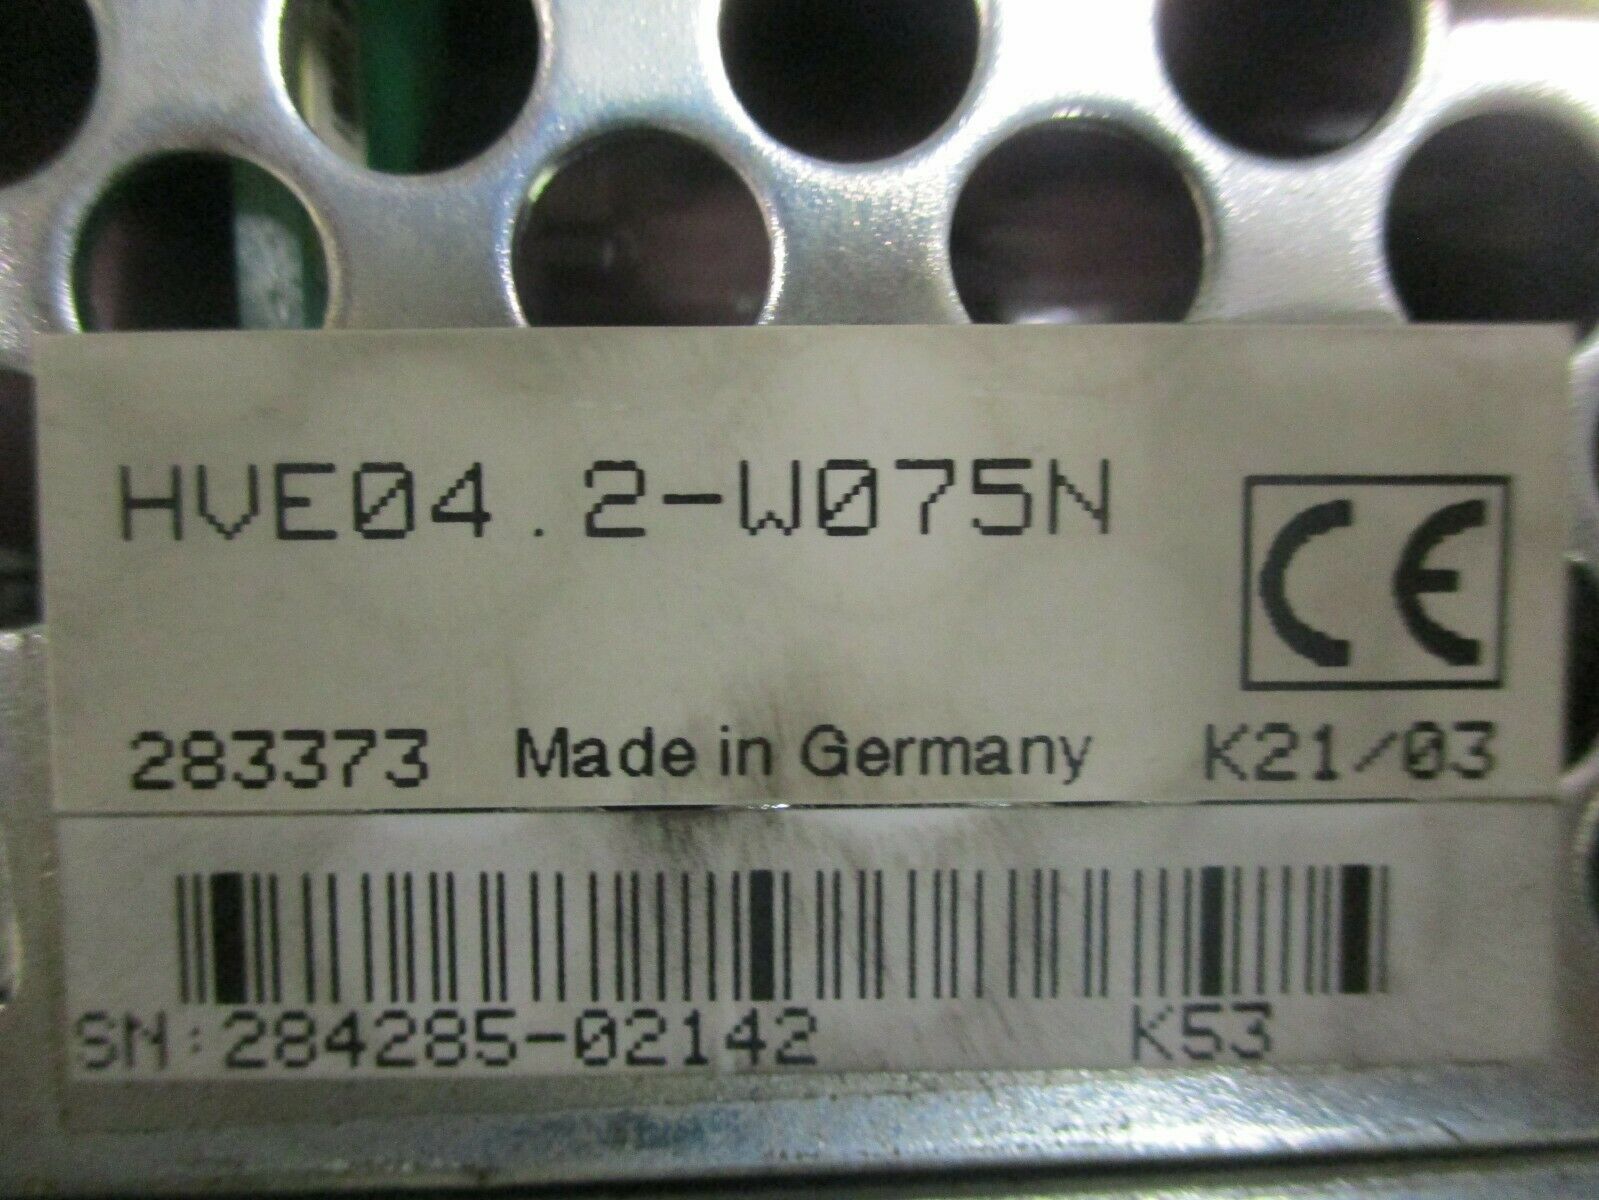 HVE04.2-W075N
CE
283373 Made in Germany K21/03
SN:284285-02142 K53